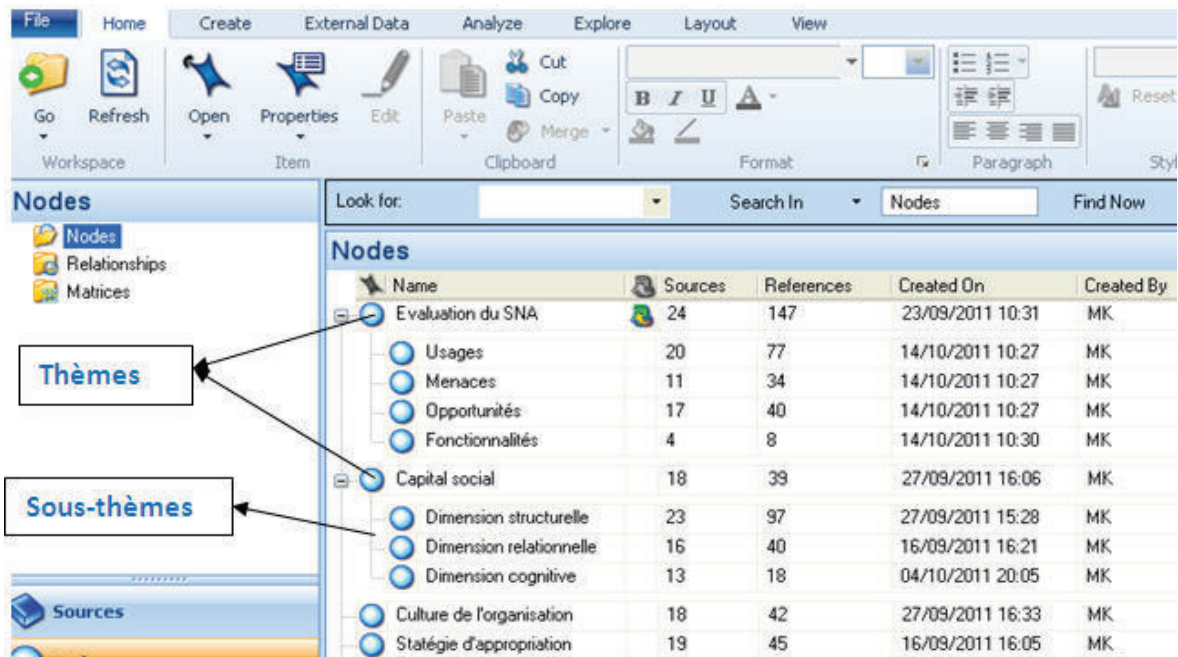 File Home Create External Data Analyze Explore Layout View
Go Refresh Open Properties Edit Paste Cut Copy Merge B I U A Reset
Workspace Item Clipboard Format Paragraph
Nodes
Nodes
Relationships
Matrices
Look for: Search In Nodes Find Now
Nodes
Name Sources References Created On Created By
Evaluation du SNA 24 147 23/09/2011 10:31 MK
Usages 20 77 14/10/2011 10:27 MK
Menaces 11 34 14/10/2011 10:27 MK
Opportunités 17 40 14/10/2011 10:27 MK
Fonctionnalités 4 8 14/10/2011 10:30 MK
Capital social 18 39 27/09/2011 16:06 MK
Dimension structurelle 23 97 27/09/2011 15:28 MK
Dimension relationnelle 16 40 16/09/2011 16:21 MK
Dimension cognitive 13 18 04/10/2011 20:05 MK
Culture de l'organisation 18 42 27/09/2011 16:33 MK
Statégie d'appropriation 19 45 16/09/2011 16:05 MK
Thèmes
Sous-thèmes
Sources